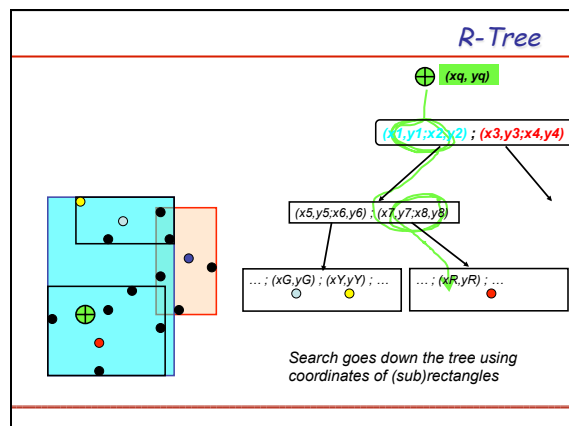 R-Tree
(xq, yq)
(x1,y1;x2,y2) ; (x3,y3;x4,y4)
(x5,y5;x6,y6) ; (x7,y7;x8,y8)
... ; (xG,yG) ; (xY,yY) ; ...
... ; (xR,yR) ; ...
Search goes down the tree using
coordinates of (sub)rectangles